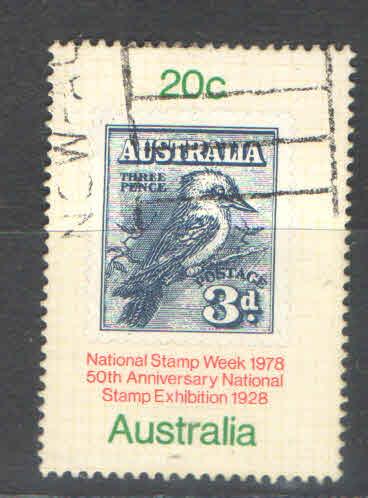 20c
AUSTRALIA
THREE
PENCE
POSTAGE
3d.
National Stamp Week 1978
50th Anniversary National
Stamp Exhibition 1928
Australia